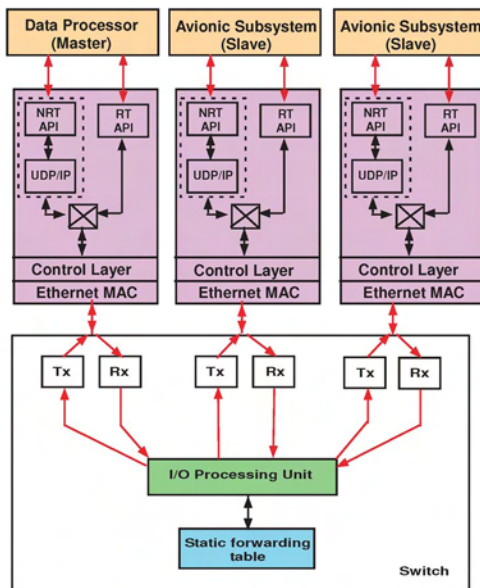 Data Processor
(Master)
Avionic Subsystem
(Slave)
Avionic Subsystem
(Slave)
NRT
API
RT
API
UDP/IP
Control Layer
Ethernet MAC
NRT
API
RT
API
UDP/IP
Control Layer
Ethernet MAC
NRT
API
RT
API
UDP/IP
Control Layer
Ethernet MAC
Tx
Rx
Tx
Rx
Tx
Rx
I/O Processing Unit
Static forwarding
table
Switch